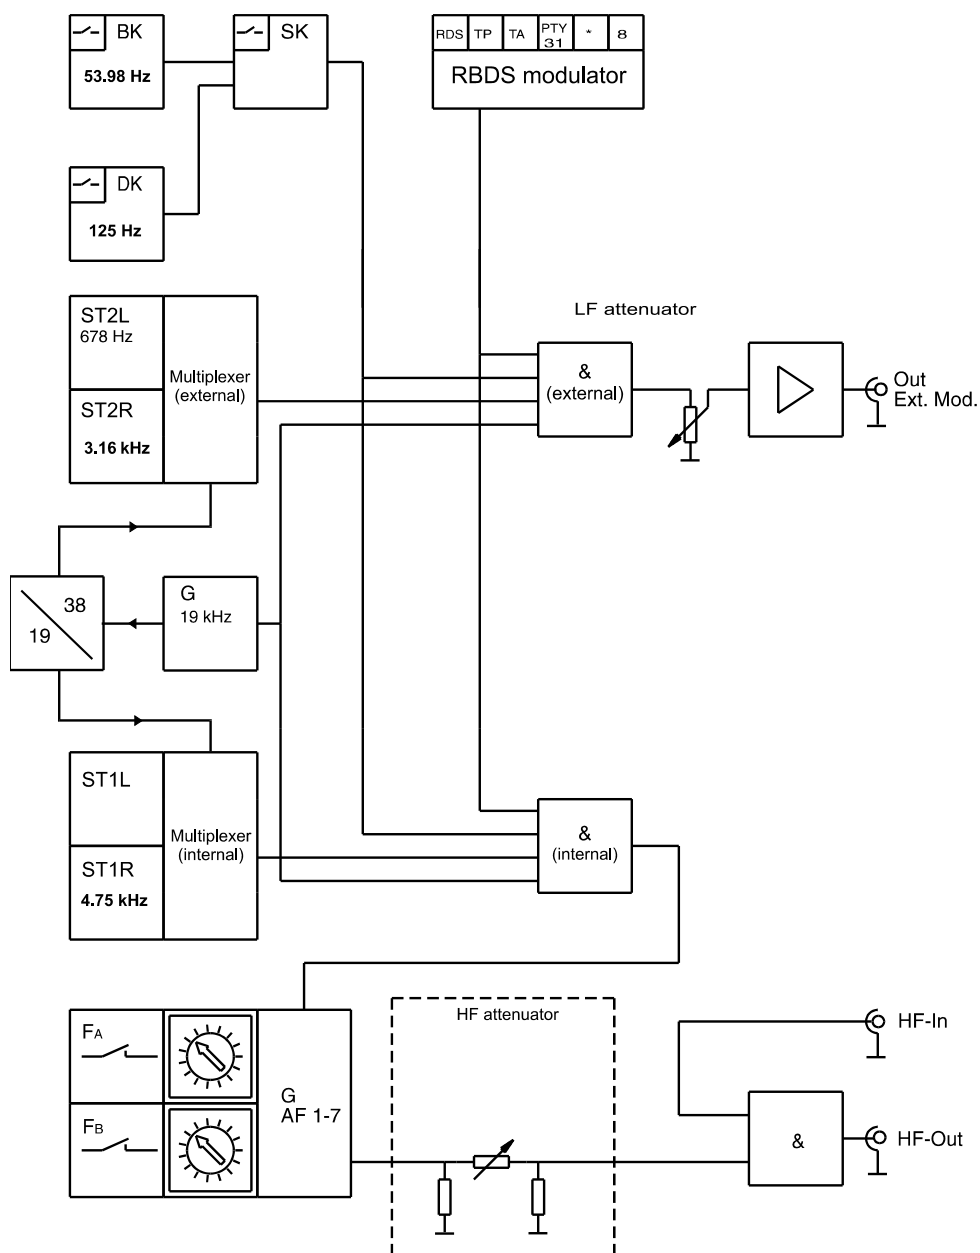 BK
53.98 Hz
SK
RDS TP TA PTY 31 * 8
RBDS modulator
DK
125 Hz
ST2L
678 Hz
Multiplexer
(external)
ST2R
3.16 kHz
LF attenuator
&
(external)
Out
Ext. Mod.
38
19
G
19 kHz
ST1L
Multiplexer
(internal)
ST1R
4.75 kHz
&
(internal)
HF attenuator
FA
FB
G
AF 1-7
HF-In
&
HF-Out